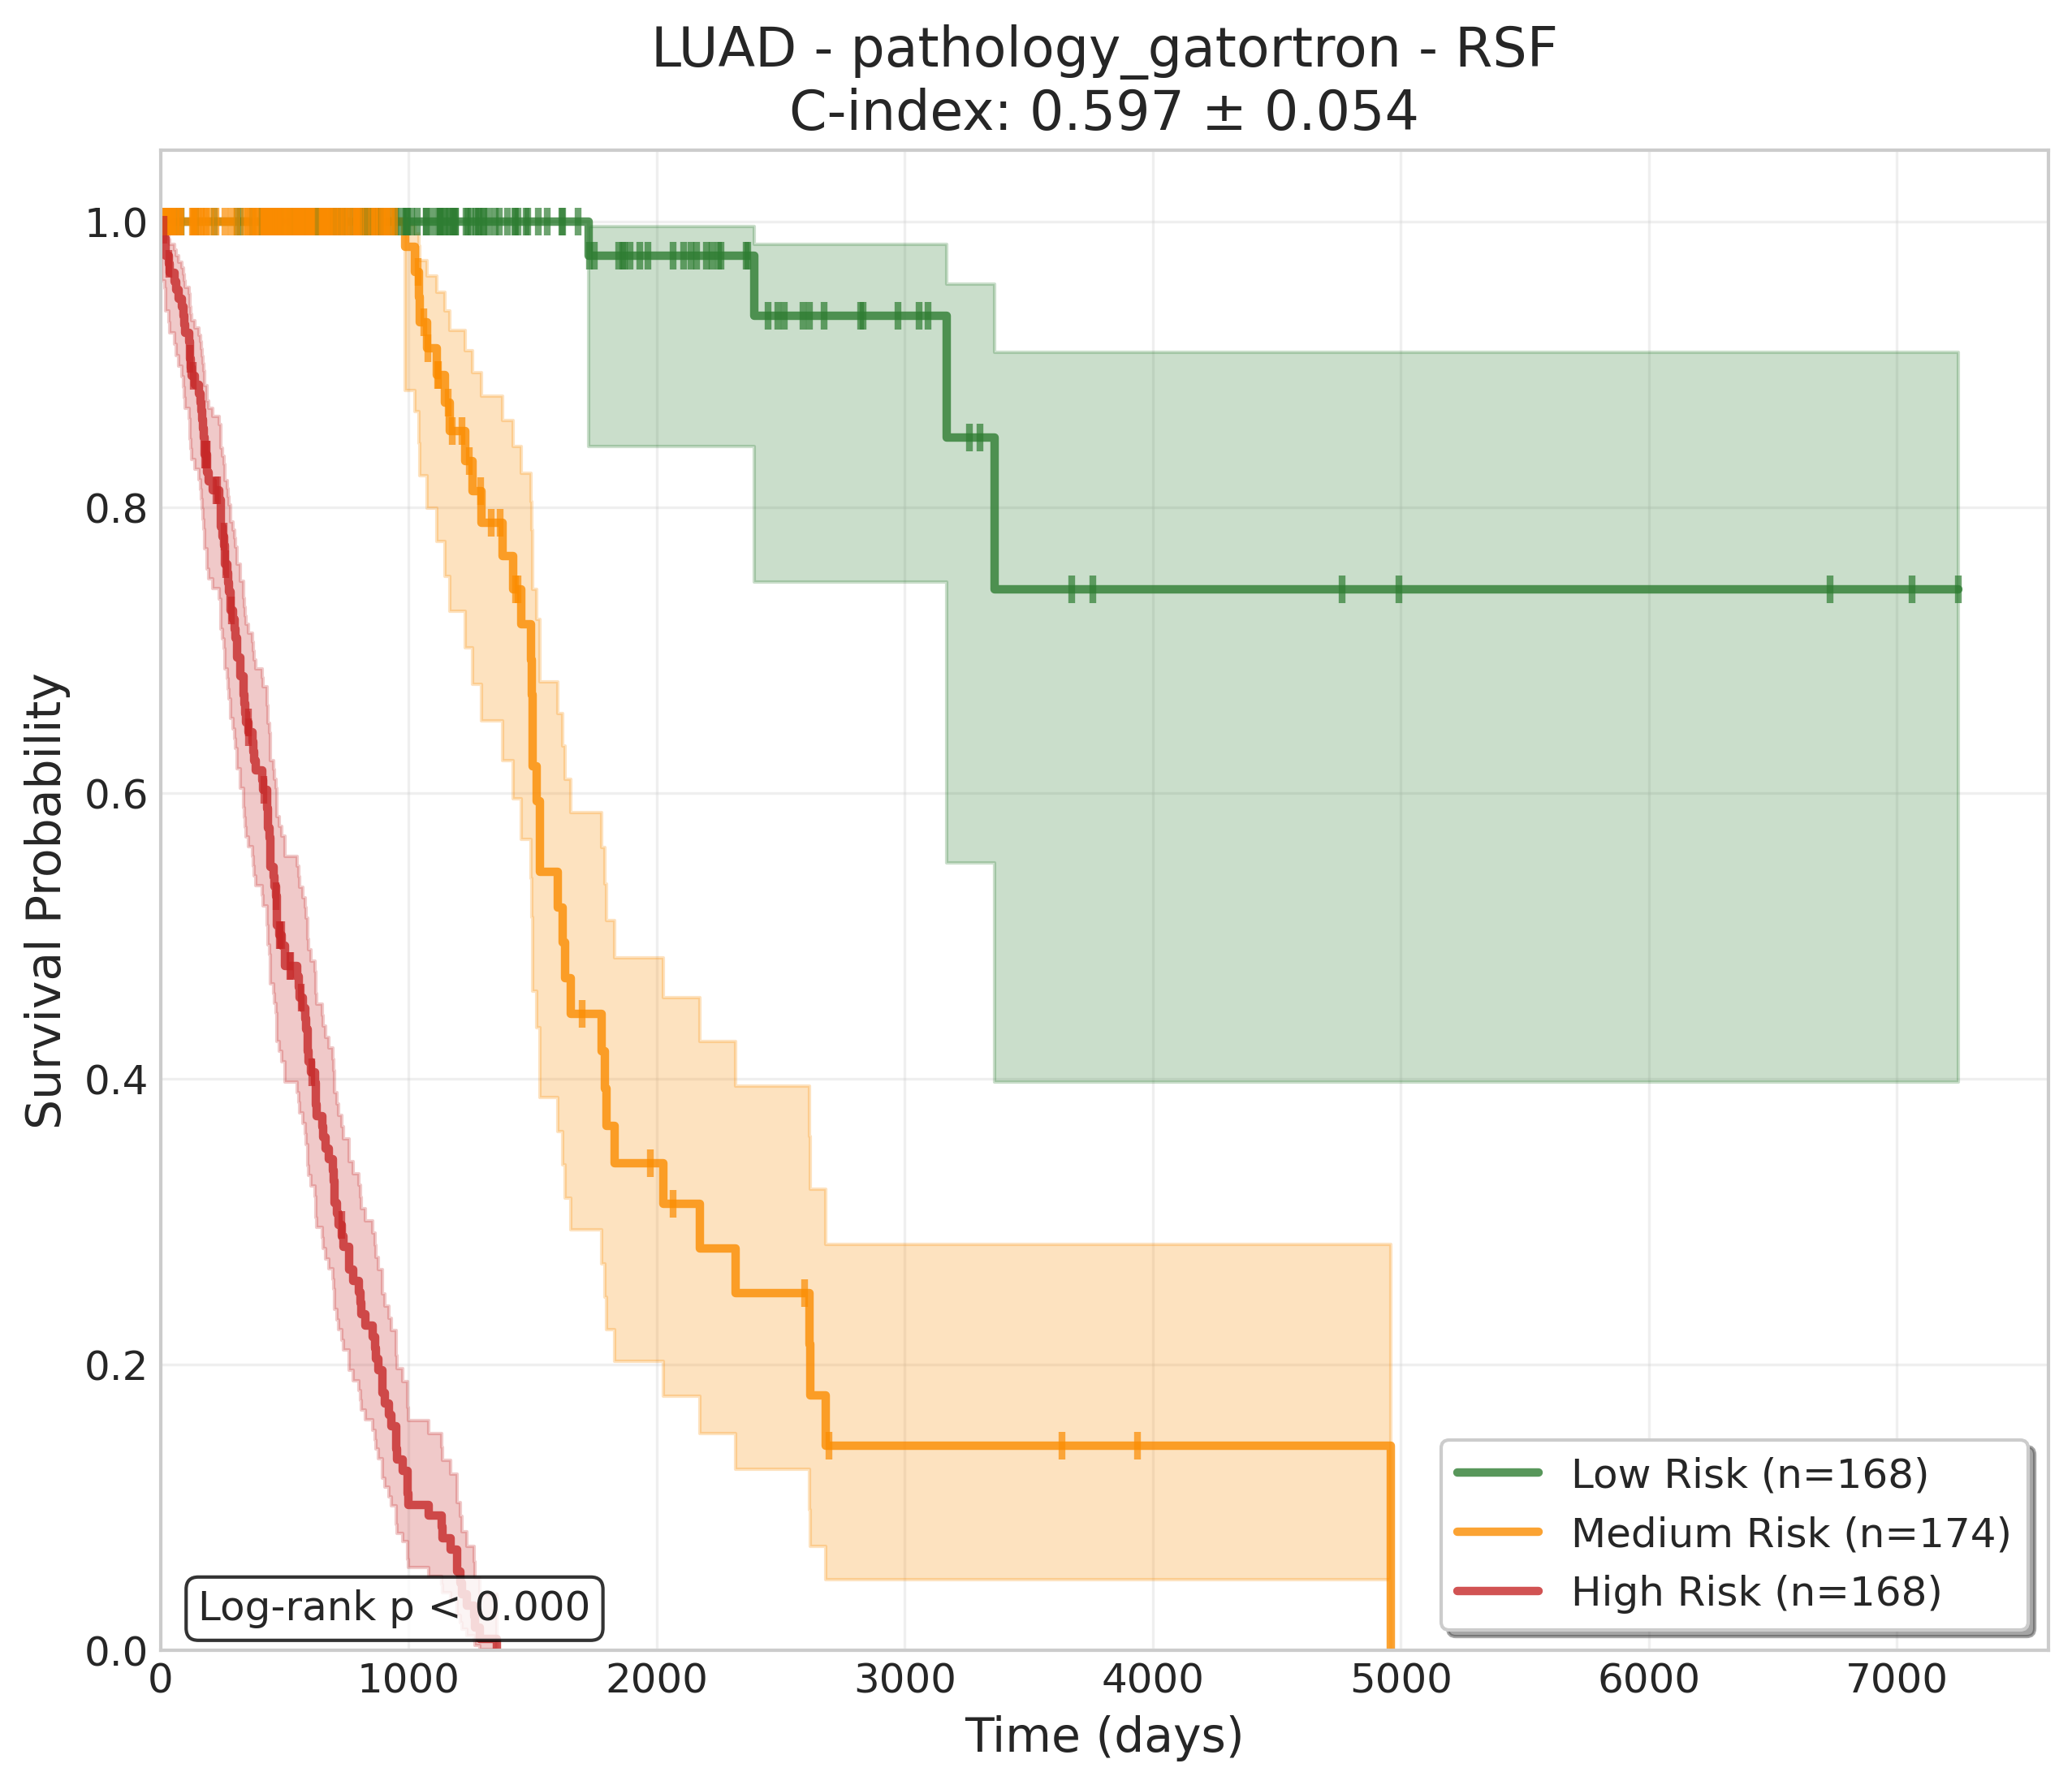 LUAD - pathology_gatortron - RSF
C-index: 0.597 ± 0.054
Survival Probability
1.0
0.8
0.6
0.4
0.2
0.0
Log-rank p < 0.000
Low Risk (n=168)
Medium Risk (n=174)
High Risk (n=168)
0 1000 2000 3000 4000 5000 6000 7000
Time (days)